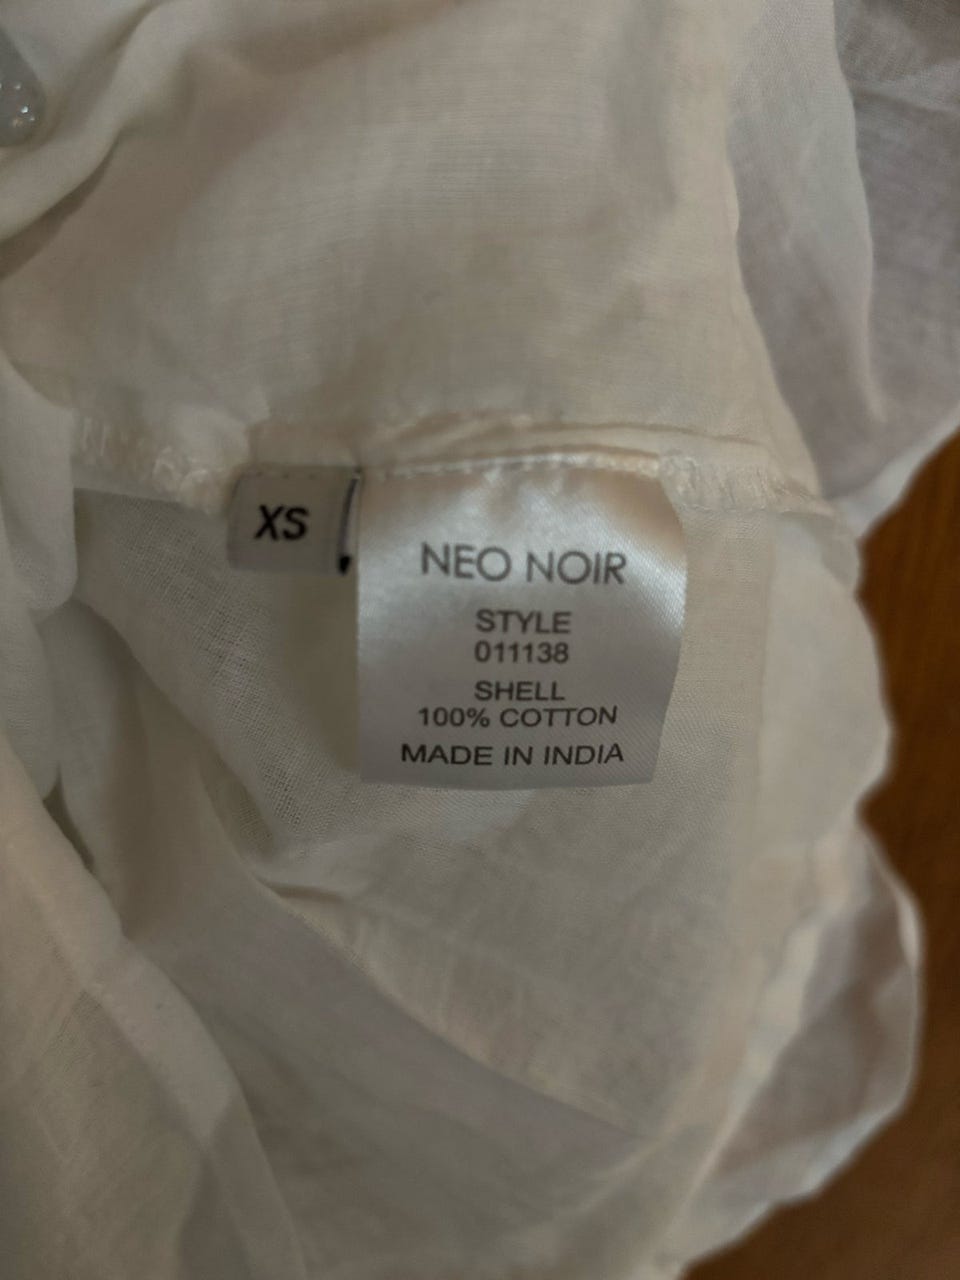 XS
NEO NOIR
STYLE
011138
SHELL
100% COTTON
MADE IN INDIA